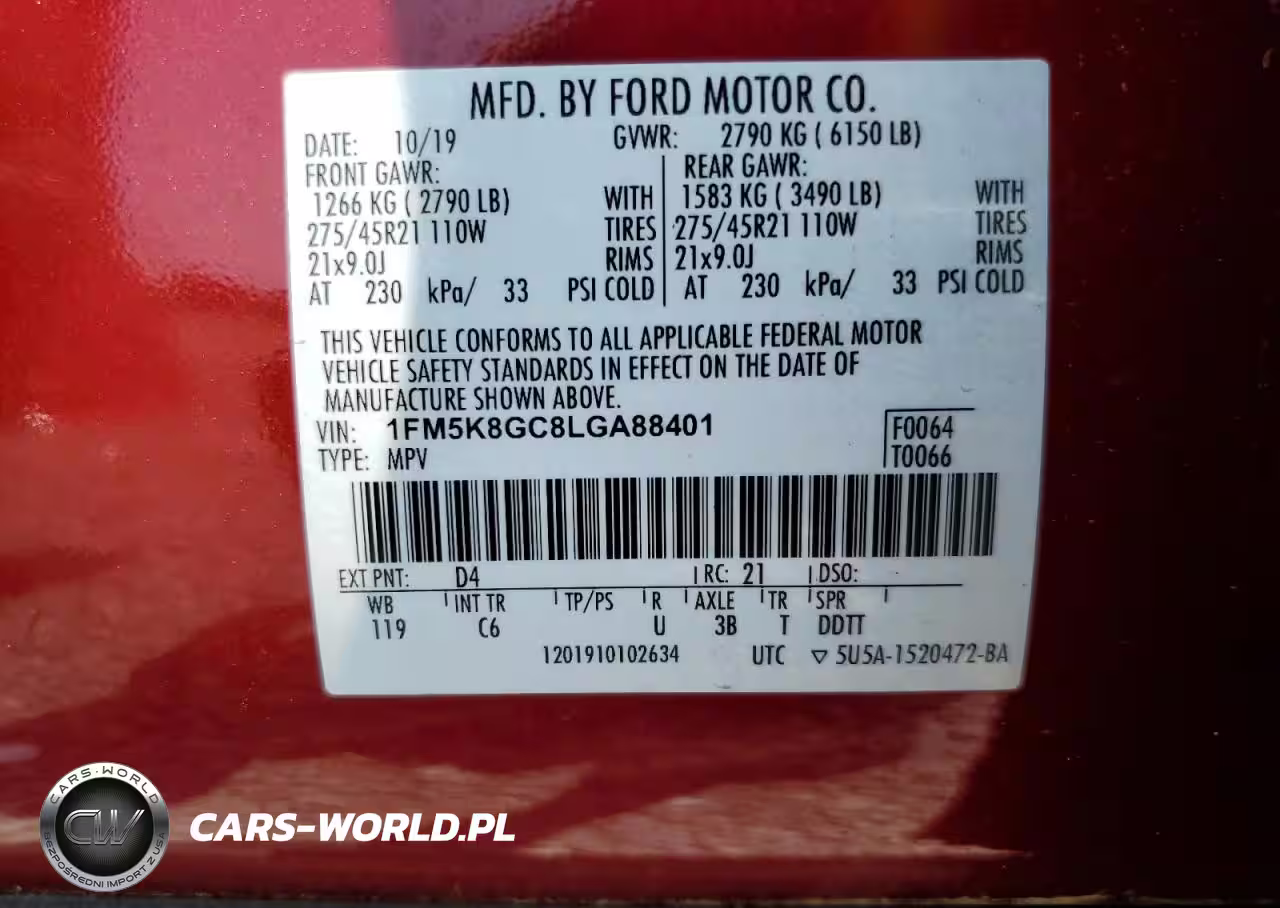 MFD. BY FORD MOTOR CO.
DATE: 10/19 GVWR: 2790 KG ( 6150 LB)
FRONT GAWR: REAR GAWR:
1266 KG ( 2790 LB) WITH 1583 KG ( 3490 LB) WITH
275/45R21 110W TIRES 275/45R21 110W TIRES
21x9.0J RIMS 21x9.0J RIMS
AT 230 kPa/ 33 PSI COLD AT 230 kPa/ 33 PSI COLD
THIS VEHICLE CONFORMS TO ALL APPLICABLE FEDERAL MOTOR
VEHICLE SAFETY STANDARDS IN EFFECT ON THE DATE OF
MANUFACTURE SHOWN ABOVE.
VIN: 1FM5K8GC8LGA88401 F0064
TYPE: MPV T0066
EXT PNT: D4 RC: 21 DSO:
WB INT TR TP/PS R AXLE TR SPR
119 C6 U 3B T DDTT
1201910102634 UTC ▽ 5U5A-1520472-BA
CARS-WORLD
CW
BEZPOŚREDNI IMPORT Z USA
CARS-WORLD.PL